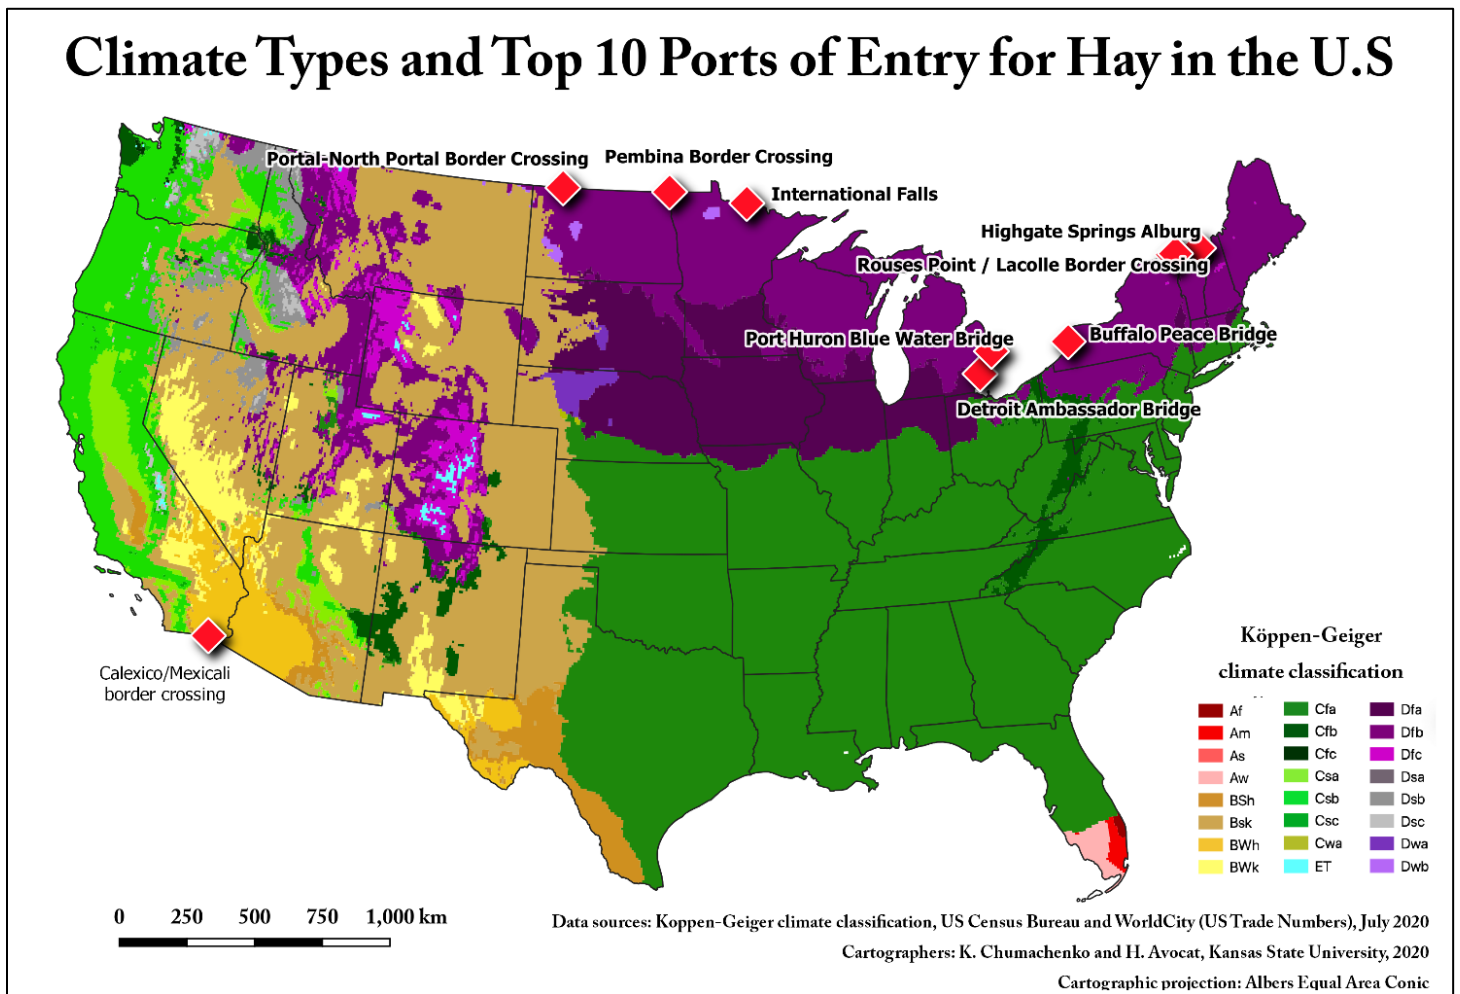 Climate Types and Top 10 Ports of Entry for Hay in the U.S
Portal-North Portal Border Crossing
Pembina Border Crossing
International Falls
Highgate Springs Alburg
Rouses Point / Lacolle Border Crossing
Port Huron Blue Water Bridge
Buffalo Peace Bridge
Detroit Ambassador Bridge
Calexico/Mexicali
border crossing
Köppen-Geiger
climate classification
Af
Am
As
Aw
BSh
Bsk
BWh
BWk
Cfa
Cfb
Cfc
Csa
Csb
Csc
Cwa
ET
Dfa
Dfb
Dfc
Dsa
Dsb
Dsc
Dwa
Dwb
0 250 500 750 1,000 km
Data sources: Koppen-Geiger climate classification, US Census Bureau and WorldCity (US Trade Numbers), July 2020
Cartographers: K. Chumachenko and H. Avocat, Kansas State University, 2020
Cartographic projection: Albers Equal Area Conic